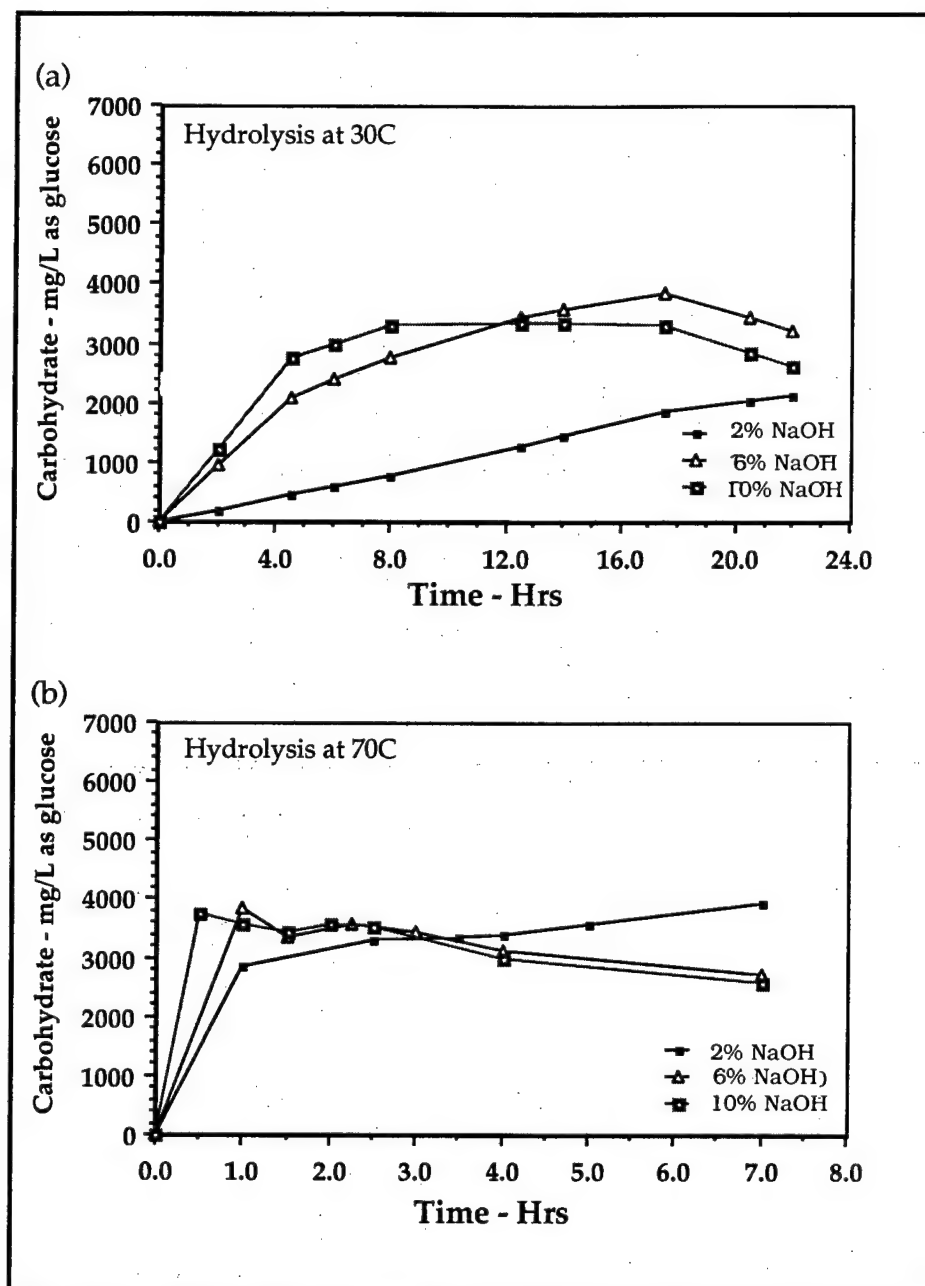 (a)
Carbohydrate - mg/L as glucose
7000
6000
5000
4000
3000
2000
1000
0
Hydrolysis at 30C
2% NaOH
6% NaOH
10% NaOH
0.0 4.0 8.0 12.0 16.0 20.0 24.0
Time - Hrs
(b)
Carbohydrate - mg/L as glucose
7000
6000
5000
4000
3000
2000
1000
0
Hydrolysis at 70C
2% NaOH
6% NaOH)
10% NaOH
0.0 1.0 2.0 3.0 4.0 5.0 6.0 7.0 8.0
Time - Hrs